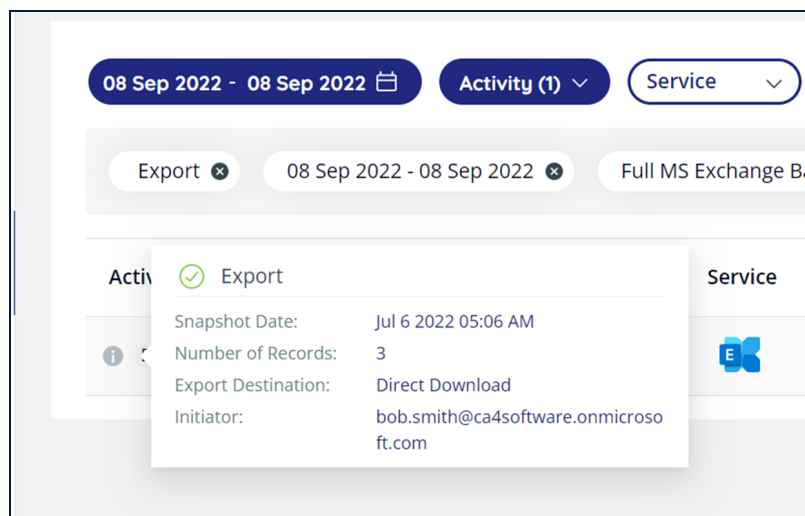 08 Sep 2022 - 08 Sep 2022
Activity (1)
Service
Export
08 Sep 2022 - 08 Sep 2022
Full MS Exchange Ba
Activ
Export
Service
Snapshot Date: Jul 6 2022 05:06 AM
Number of Records: 3
E
Export Destination: Direct Download
Initiator: bob.smith@ca4software.onmicroso
ft.com